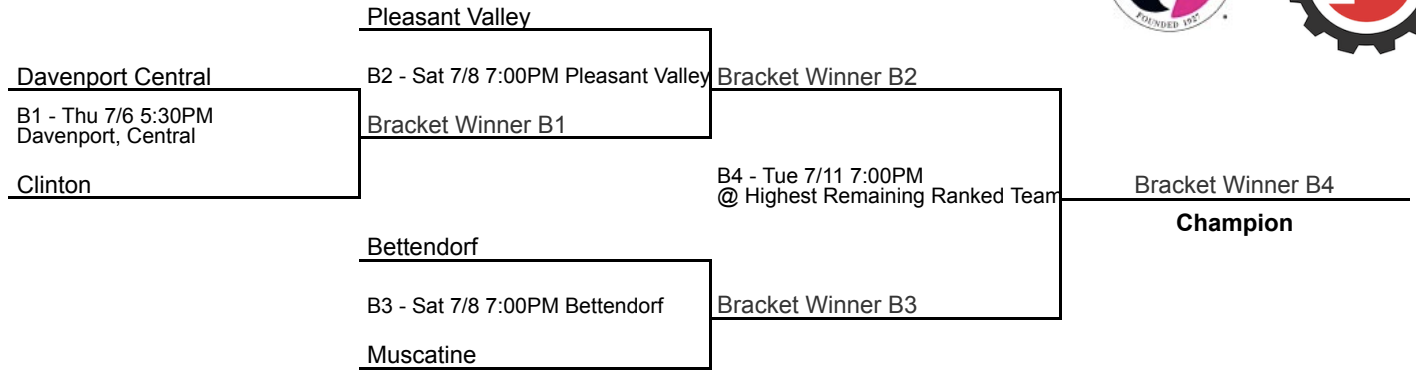 Pleasant Valley
FOUNDED 1927
Davenport Central
B2 - Sat 7/8 7:00PM Pleasant Valley
Bracket Winner B2
B1 - Thu 7/6 5:30PM
Davenport, Central
Bracket Winner B1
Clinton
B4 - Tue 7/11 7:00PM
@ Highest Remaining Ranked Team
Bracket Winner B4
Champion
Bettendorf
B3 - Sat 7/8 7:00PM Bettendorf
Bracket Winner B3
Muscatine